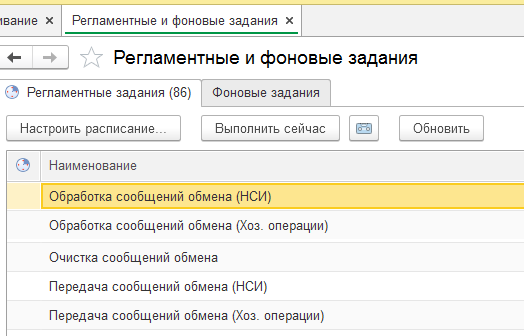 ивание × Регламентные и фоновые задания ×
Регламентные и фоновые задания
Регламентные задания (86) Фоновые задания
Настроить расписание... Выполнить сейчас Обновить
Наименование
Обработка сообщений обмена (НСИ)
Обработка сообщений обмена (Хоз. операции)
Очистка сообщений обмена
Передача сообщений обмена (НСИ)
Передача сообщений обмена (Хоз. операции)